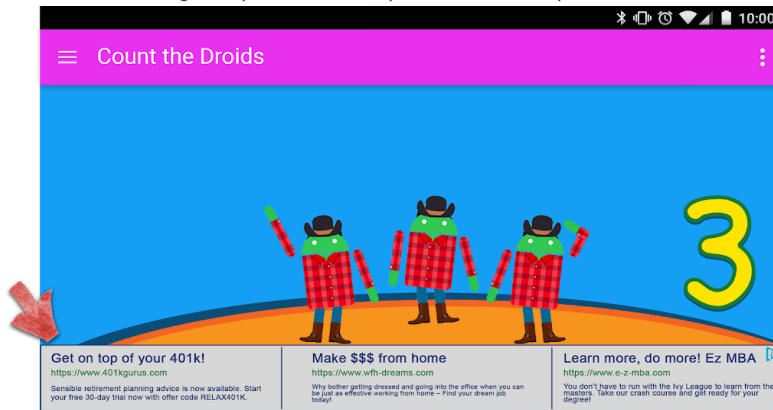 10:00
Count the Droids
3
Get on top of your 401k!
https://www.401kgurus.com
Sensible retirement planning advice is now available. Start
your free 30-day trial now with offer code RELAX401K.
Make $$$ from home
https://www.wfh-dreams.com
Why bother getting dressed and going into the office when you can
be just as effective working from home – Find your dream job
today!
Learn more, do more! Ez MBA
https://www.e-z-mba.com
You don't have to run with the Ivy League to learn from the
masters. Take our crash course and get ready for your
degree!